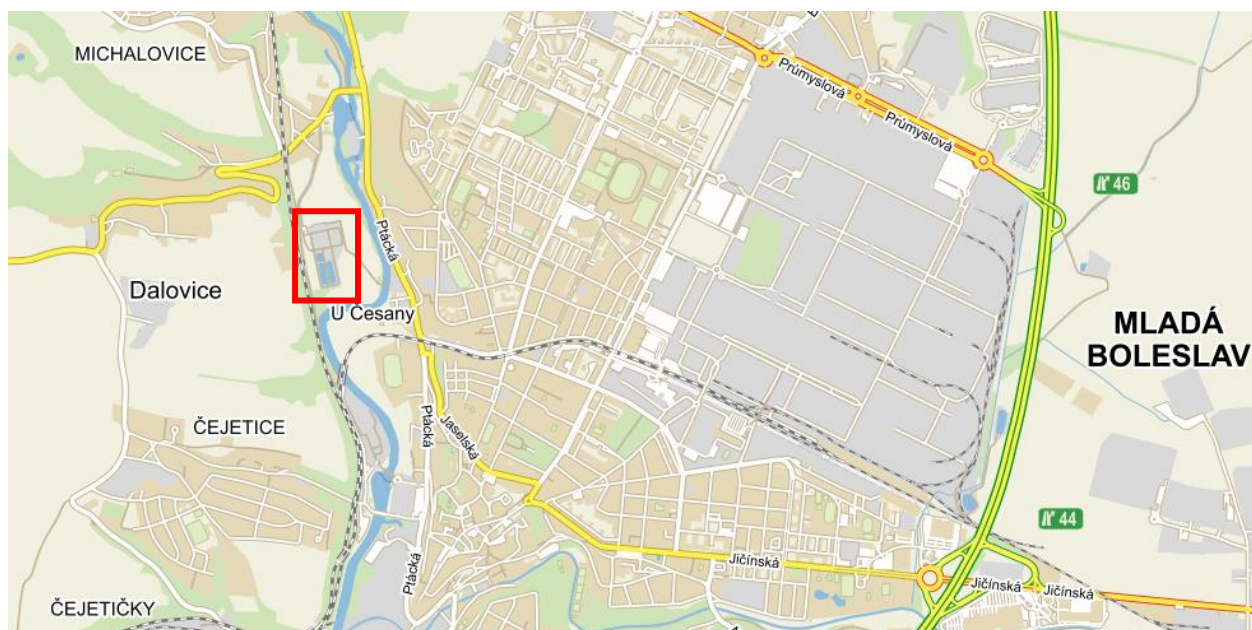 MICHALOVICE
Průmyslová
Průmyslová
46
Ptácká
Dalovice
U Česany
MLADÁ
BOLESLAV
ČEJETICE
Ptácká
Jaselská
44
Jičínská
Jičínská
Jičínská
Ptácká
ČEJETIČKY